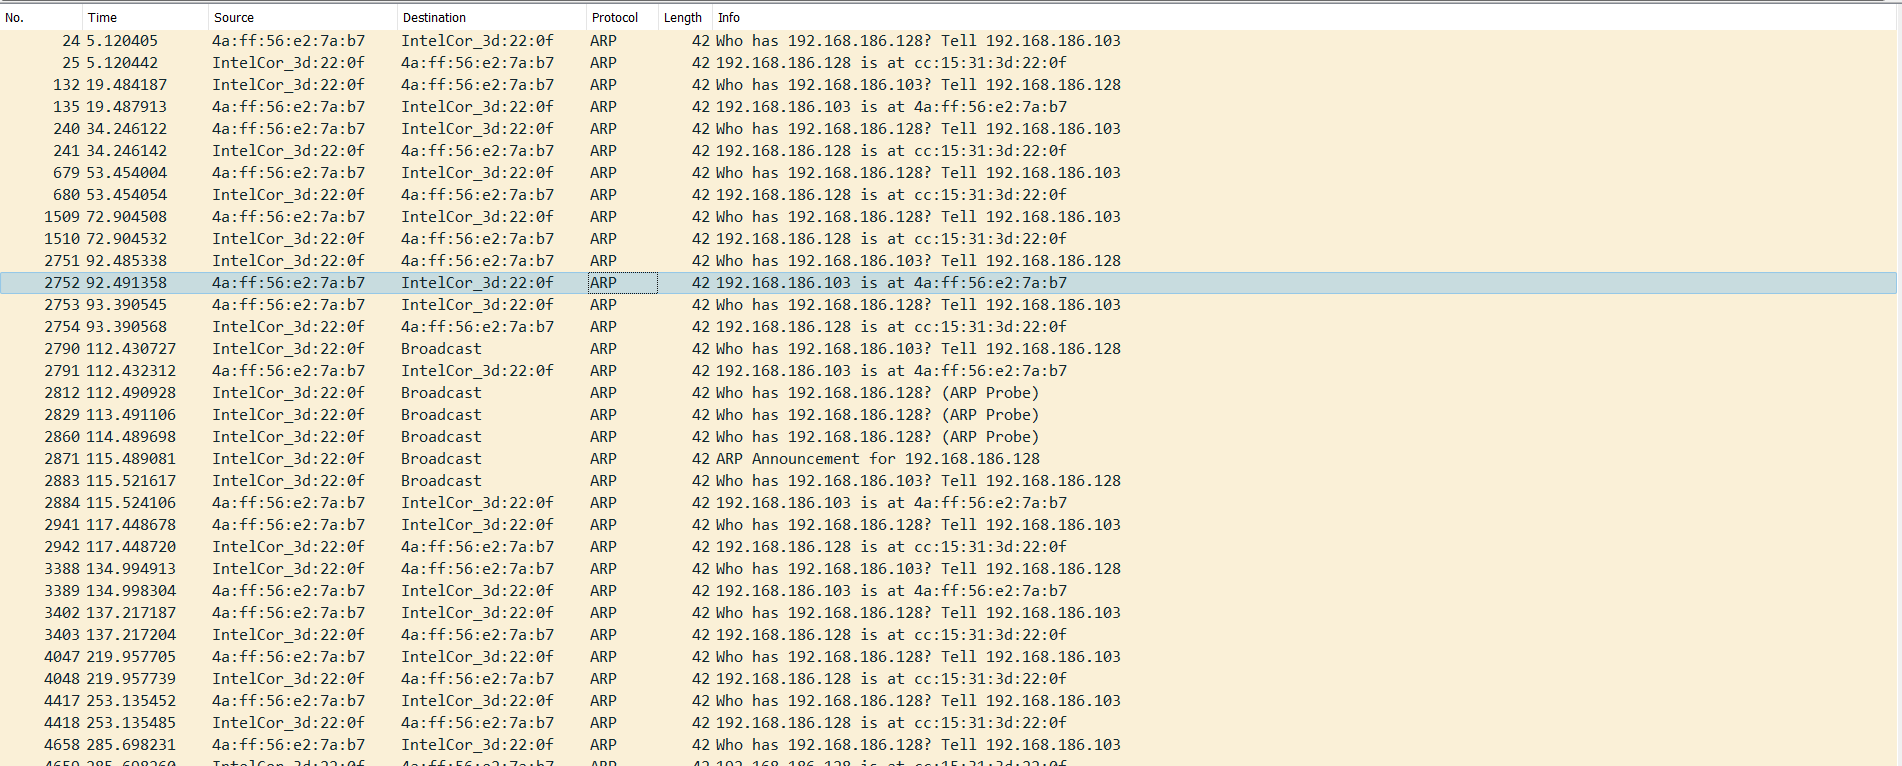 No. Time Source Destination Protocol Length Info
24 5.120405 4a:ff:56:e2:7a:b7 IntelCor_3d:22:0f ARP 42 Who has 192.168.186.128? Tell 192.168.186.103
25 5.120442 IntelCor_3d:22:0f 4a:ff:56:e2:7a:b7 ARP 42 192.168.186.128 is at cc:15:31:3d:22:0f
132 19.484187 IntelCor_3d:22:0f 4a:ff:56:e2:7a:b7 ARP 42 Who has 192.168.186.103? Tell 192.168.186.128
135 19.487913 4a:ff:56:e2:7a:b7 IntelCor_3d:22:0f ARP 42 192.168.186.103 is at 4a:ff:56:e2:7a:b7
240 34.246122 4a:ff:56:e2:7a:b7 IntelCor_3d:22:0f ARP 42 Who has 192.168.186.128? Tell 192.168.186.103
241 34.246142 IntelCor_3d:22:0f 4a:ff:56:e2:7a:b7 ARP 42 192.168.186.128 is at cc:15:31:3d:22:0f
679 53.454004 4a:ff:56:e2:7a:b7 IntelCor_3d:22:0f ARP 42 Who has 192.168.186.128? Tell 192.168.186.103
680 53.454054 IntelCor_3d:22:0f 4a:ff:56:e2:7a:b7 ARP 42 192.168.186.128 is at cc:15:31:3d:22:0f
1509 72.904508 4a:ff:56:e2:7a:b7 IntelCor_3d:22:0f ARP 42 Who has 192.168.186.128? Tell 192.168.186.103
1510 72.904532 IntelCor_3d:22:0f 4a:ff:56:e2:7a:b7 ARP 42 192.168.186.128 is at cc:15:31:3d:22:0f
2751 92.485338 IntelCor_3d:22:0f 4a:ff:56:e2:7a:b7 ARP 42 Who has 192.168.186.103? Tell 192.168.186.128
2752 92.491358 4a:ff:56:e2:7a:b7 IntelCor_3d:22:0f ARP 42 192.168.186.103 is at 4a:ff:56:e2:7a:b7
2753 93.390545 4a:ff:56:e2:7a:b7 IntelCor_3d:22:0f ARP 42 Who has 192.168.186.128? Tell 192.168.186.103
2754 93.390568 IntelCor_3d:22:0f 4a:ff:56:e2:7a:b7 ARP 42 192.168.186.128 is at cc:15:31:3d:22:0f
2790 112.430727 IntelCor_3d:22:0f Broadcast ARP 42 Who has 192.168.186.103? Tell 192.168.186.128
2791 112.432312 4a:ff:56:e2:7a:b7 IntelCor_3d:22:0f ARP 42 192.168.186.103 is at 4a:ff:56:e2:7a:b7
2812 112.490928 IntelCor_3d:22:0f Broadcast ARP 42 Who has 192.168.186.128? (ARP Probe)
2829 113.491106 IntelCor_3d:22:0f Broadcast ARP 42 Who has 192.168.186.128? (ARP Probe)
2860 114.489698 IntelCor_3d:22:0f Broadcast ARP 42 Who has 192.168.186.128? (ARP Probe)
2871 115.489081 IntelCor_3d:22:0f Broadcast ARP 42 ARP Announcement for 192.168.186.128
2883 115.521617 IntelCor_3d:22:0f Broadcast ARP 42 Who has 192.168.186.103? Tell 192.168.186.128
2884 115.524106 4a:ff:56:e2:7a:b7 IntelCor_3d:22:0f ARP 42 192.168.186.103 is at 4a:ff:56:e2:7a:b7
2941 117.448678 4a:ff:56:e2:7a:b7 IntelCor_3d:22:0f ARP 42 Who has 192.168.186.128? Tell 192.168.186.103
2942 117.448720 IntelCor_3d:22:0f 4a:ff:56:e2:7a:b7 ARP 42 192.168.186.128 is at cc:15:31:3d:22:0f
3388 134.994913 IntelCor_3d:22:0f 4a:ff:56:e2:7a:b7 ARP 42 Who has 192.168.186.103? Tell 192.168.186.128
3389 134.998304 4a:ff:56:e2:7a:b7 IntelCor_3d:22:0f ARP 42 192.168.186.103 is at 4a:ff:56:e2:7a:b7
3402 137.217187 4a:ff:56:e2:7a:b7 IntelCor_3d:22:0f ARP 42 Who has 192.168.186.128? Tell 192.168.186.103
3403 137.217204 IntelCor_3d:22:0f 4a:ff:56:e2:7a:b7 ARP 42 192.168.186.128 is at cc:15:31:3d:22:0f
4047 219.957705 4a:ff:56:e2:7a:b7 IntelCor_3d:22:0f ARP 42 Who has 192.168.186.128? Tell 192.168.186.103
4048 219.957739 IntelCor_3d:22:0f 4a:ff:56:e2:7a:b7 ARP 42 192.168.186.128 is at cc:15:31:3d:22:0f
4417 253.135452 4a:ff:56:e2:7a:b7 IntelCor_3d:22:0f ARP 42 Who has 192.168.186.128? Tell 192.168.186.103
4418 253.135485 IntelCor_3d:22:0f 4a:ff:56:e2:7a:b7 ARP 42 192.168.186.128 is at cc:15:31:3d:22:0f
4658 285.698231 4a:ff:56:e2:7a:b7 IntelCor_3d:22:0f ARP 42 Who has 192.168.186.128? Tell 192.168.186.103